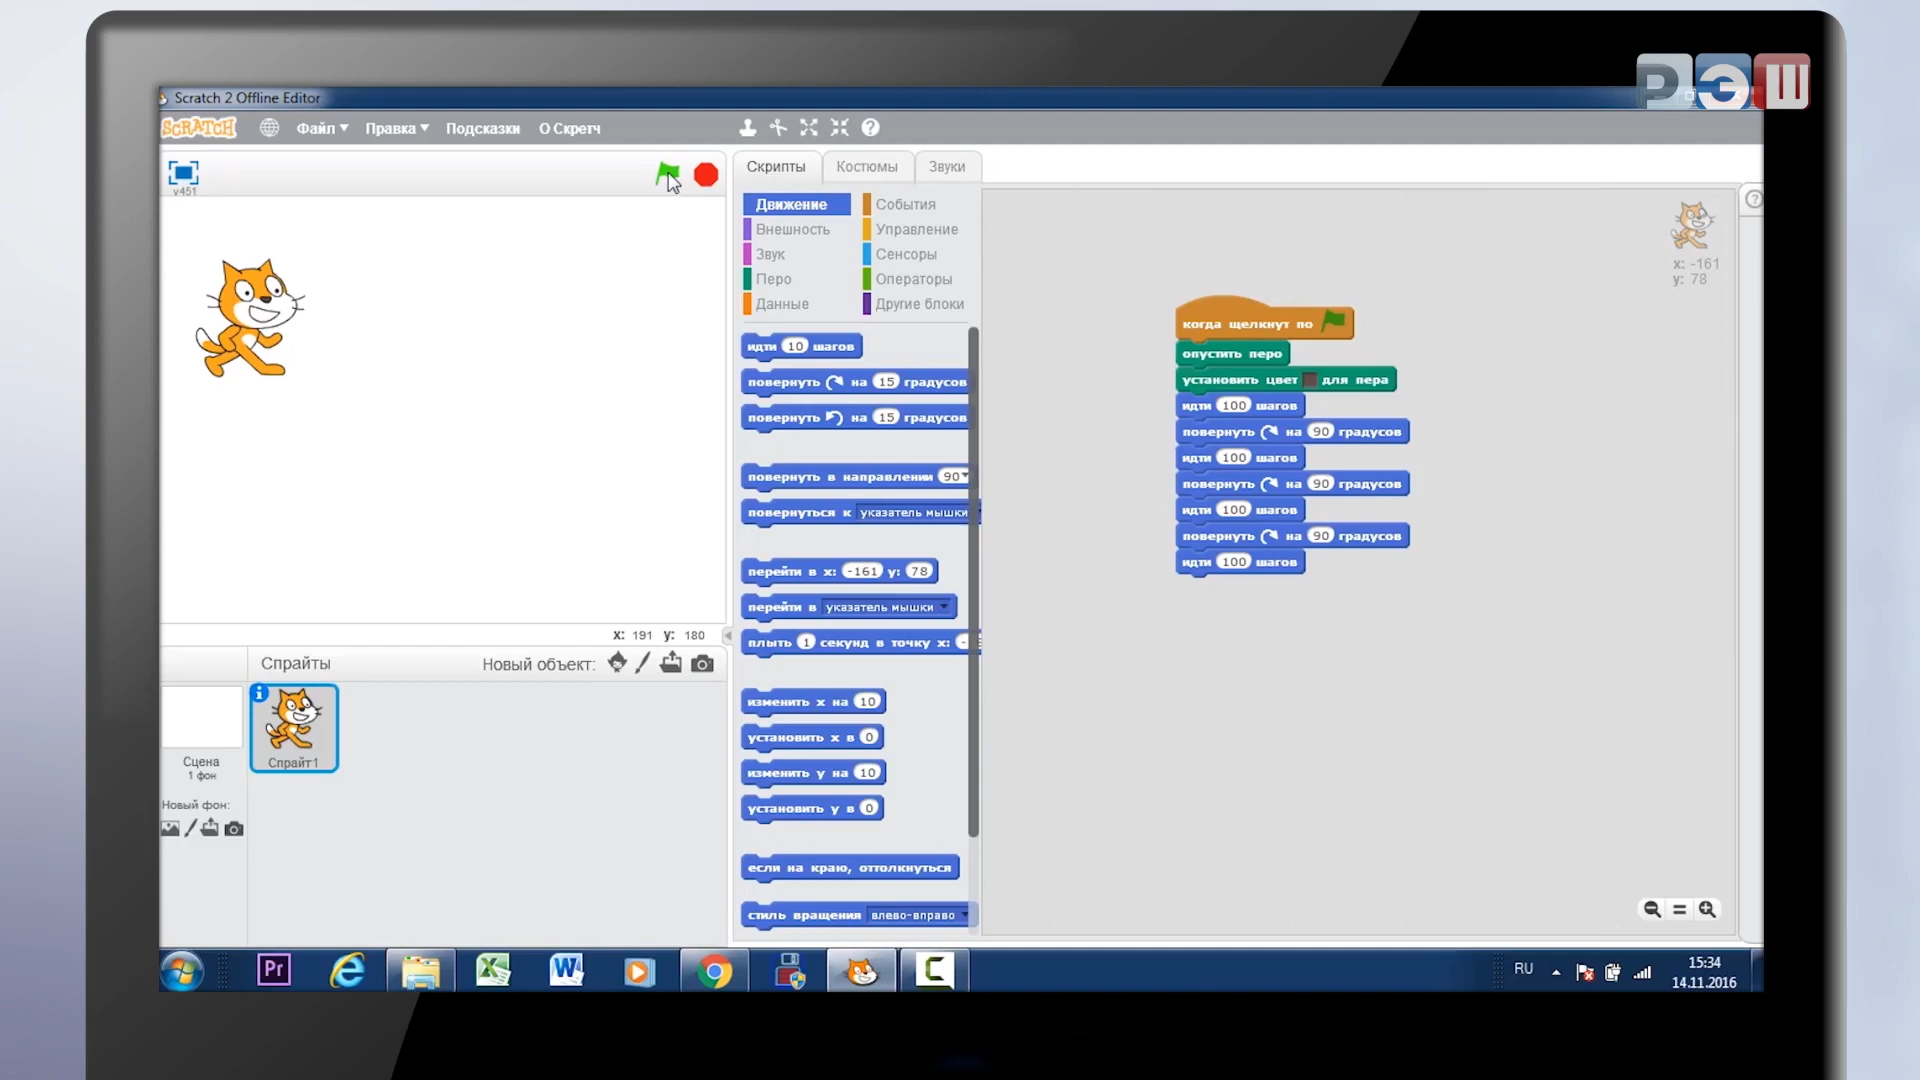 РЭШ
Scratch 2 Offline Editor
SCRATCH
Файл
Правка
Подсказки
О Скретч
v451
Скрипты
Костюмы
Звуки
Движение
События
Внешность
Управление
Звук
Сенсоры
Перо
Операторы
Данные
Другие блоки
идти 10 шагов
повернуть на 15 градусов
повернуть на 15 градусов
повернуть в направлении 90
повернуться к указатель мышки
перейти в x: -161 y: 78
перейти в указатель мышки
плыть 1 секунд в точку x: -
изменить x на 10
установить x в 0
изменить y на 10
установить y в 0
если на краю, оттолкнуться
стиль вращения влево-вправо
x: -161
y: 78
когда щелкнут по
опустить перо
установить цвет для пера
идти 100 шагов
повернуть на 90 градусов
идти 100 шагов
повернуть на 90 градусов
идти 100 шагов
повернуть на 90 градусов
идти 100 шагов
x: 191 y: 180
Спрайты
Новый объект:
Спрайт1
Сцена
1 фон
Новый фон:
Pr
RU
15:34
14.11.2016